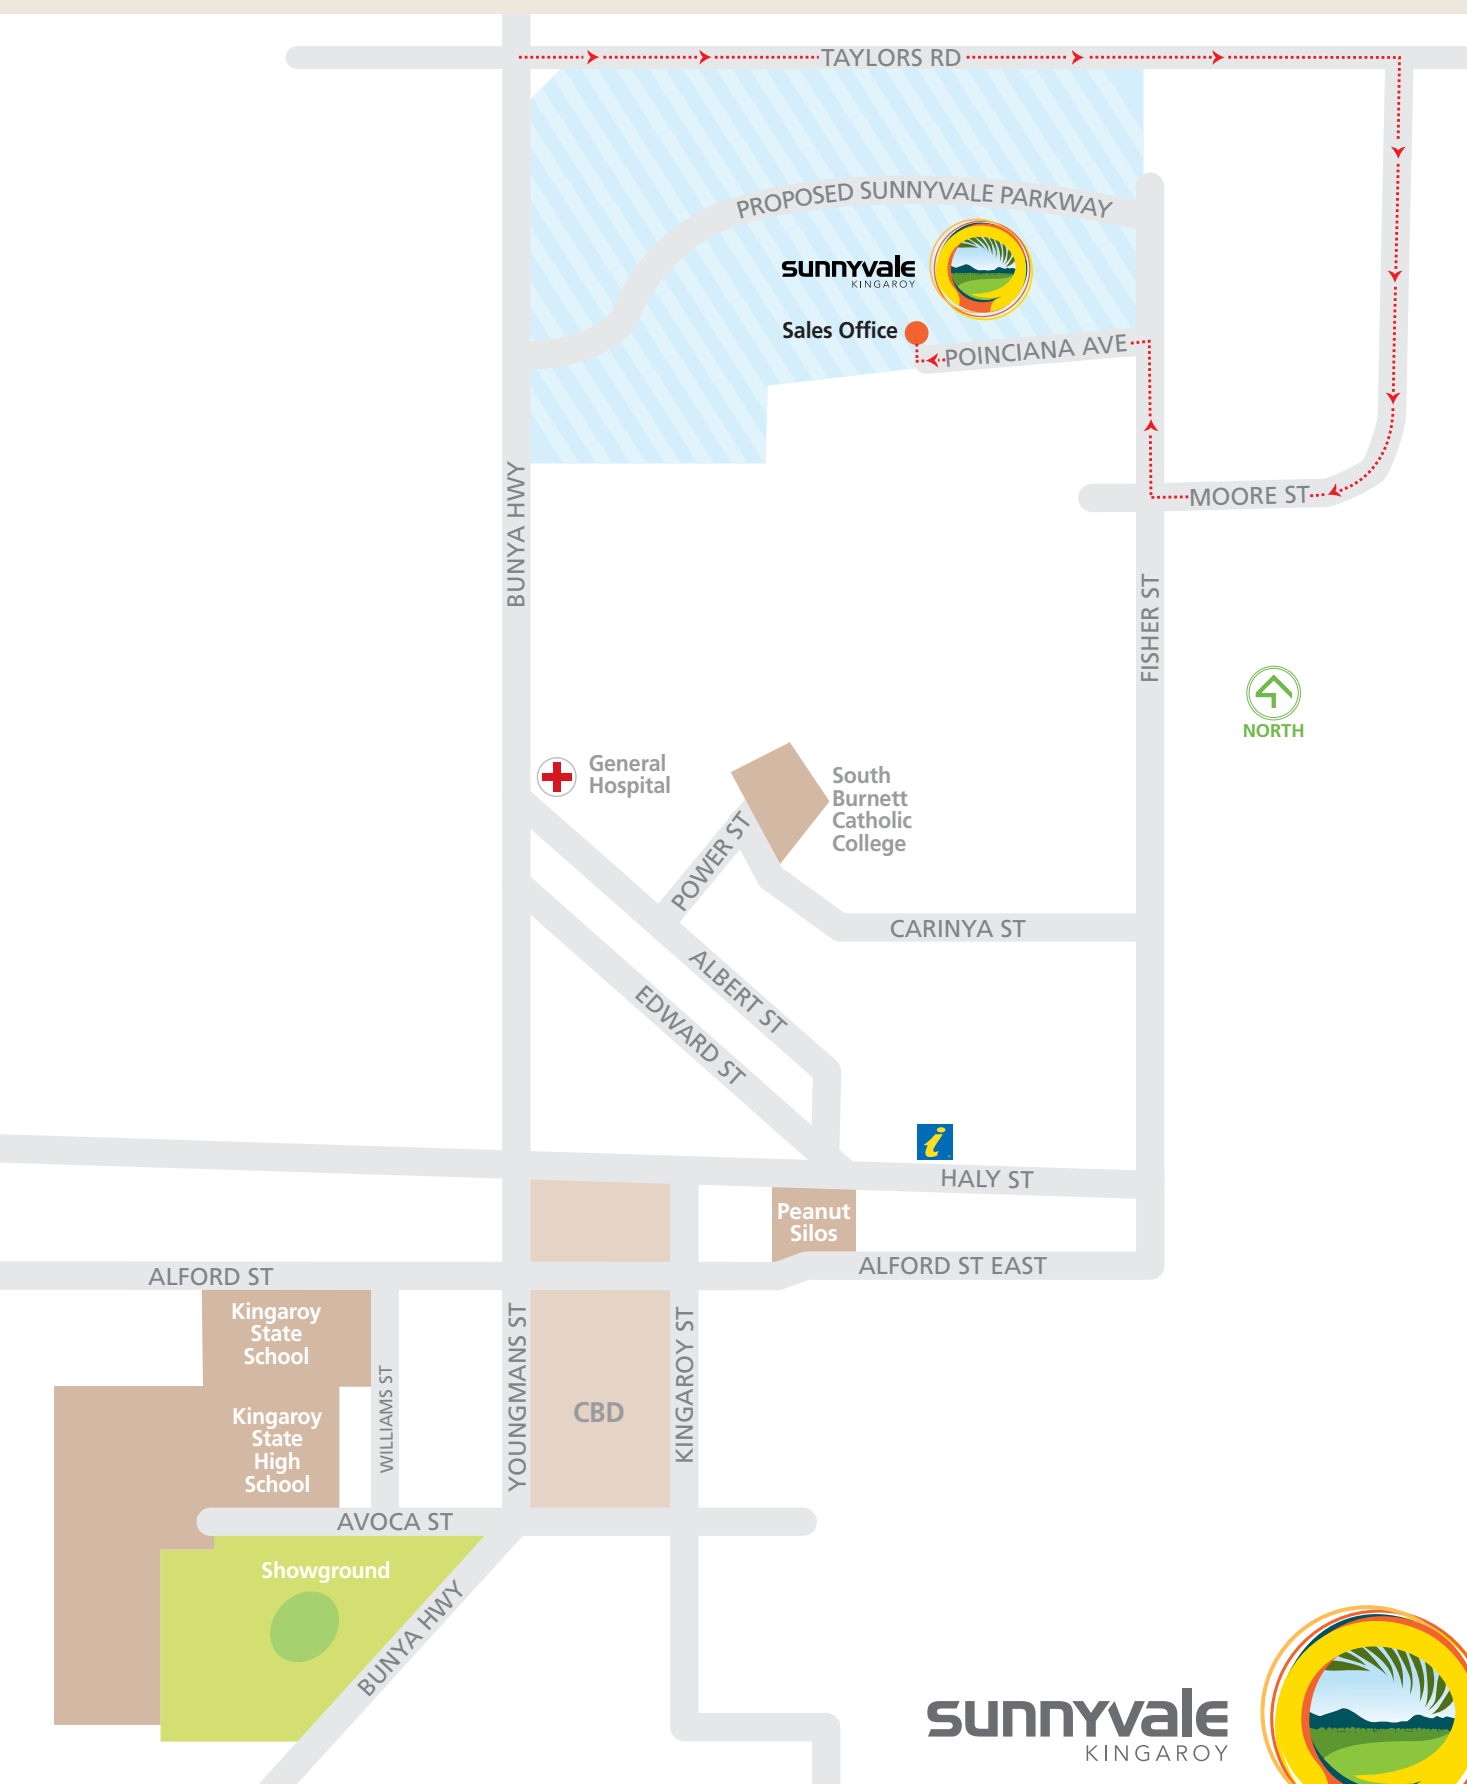 TAYLORS RD
PROPOSED SUNNYVALE PARKWAY
sunnyvale
KINGAROY
Sales Office
POINCIANA AVE
BUNYA HWY
MOORE ST
FISHER ST
NORTH
General
Hospital
South
Burnett
Catholic
College
POWER ST
CARINYA ST
ALBERT ST
EDWARD ST
i
HALY ST
Peanut
Silos
ALFORD ST
ALFORD ST EAST
Kingaroy
State
School
WILLIAMS ST
YOUNGMANS ST
KINGAROY ST
CBD
Kingaroy
State
High
School
AVOCA ST
Showground
BUNYA HWY
sunnyvale
KINGAROY